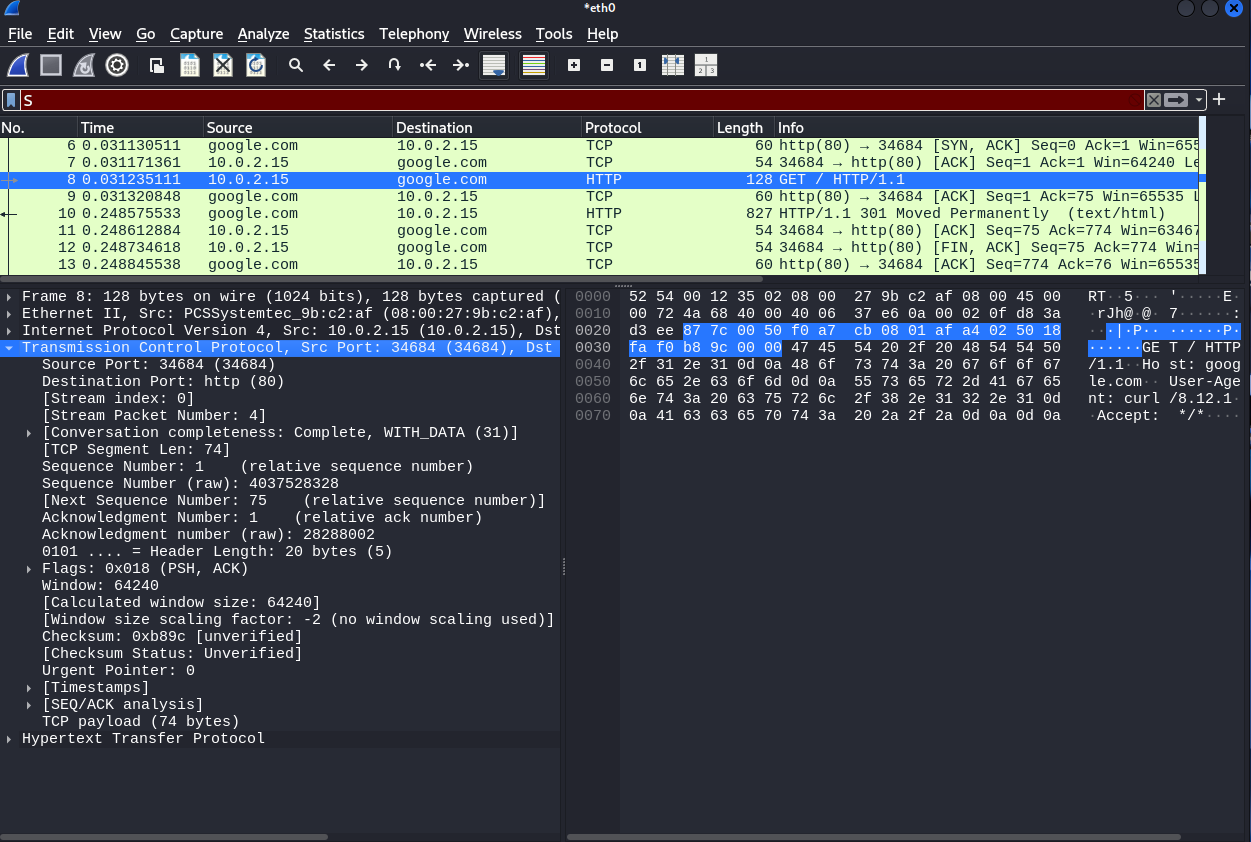 *eth0
File Edit View Go Capture Analyze Statistics Telephony Wireless Tools Help
S
No. Time Source Destination Protocol Length Info
6 0.031130511 google.com 10.0.2.15 TCP 60 http(80) → 34684 [SYN, ACK] Seq=0 Ack=1 Win=655
7 0.031171361 10.0.2.15 google.com TCP 54 34684 → http(80) [ACK] Seq=1 Ack=1 Win=64240 Le
8 0.031235111 10.0.2.15 google.com HTTP 128 GET / HTTP/1.1
9 0.031320848 google.com 10.0.2.15 TCP 60 http(80) → 34684 [ACK] Seq=1 Ack=75 Win=65535 L
10 0.248575533 google.com 10.0.2.15 HTTP 827 HTTP/1.1 301 Moved Permanently (text/html)
11 0.248612884 10.0.2.15 google.com TCP 54 34684 → http(80) [ACK] Seq=75 Ack=774 Win=63467
12 0.248734618 10.0.2.15 google.com TCP 54 34684 → http(80) [FIN, ACK] Seq=75 Ack=774 Win=
13 0.248845538 google.com 10.0.2.15 TCP 60 http(80) → 34684 [ACK] Seq=774 Ack=76 Win=65535
Frame 8: 128 bytes on wire (1024 bits), 128 bytes captured (
Ethernet II, Src: PCSSystemtec_9b:c2:af (08:00:27:9b:c2:af),
Internet Protocol Version 4, Src: 10.0.2.15 (10.0.2.15), Dst
Transmission Control Protocol, Src Port: 34684 (34684), Dst
Source Port: 34684 (34684)
Destination Port: http (80)
[Stream index: 0]
[Stream Packet Number: 4]
[Conversation completeness: Complete, WITH_DATA (31)]
[TCP Segment Len: 74]
Sequence Number: 1 (relative sequence number)
Sequence Number (raw): 4037528328
[Next Sequence Number: 75 (relative sequence number)]
Acknowledgment Number: 1 (relative ack number)
Acknowledgment number (raw): 28288002
0101 .... = Header Length: 20 bytes (5)
Flags: 0x018 (PSH, ACK)
Window: 64240
[Calculated window size: 64240]
[Window size scaling factor: -2 (no window scaling used)]
Checksum: 0xb89c [unverified]
[Checksum Status: Unverified]
Urgent Pointer: 0
[Timestamps]
[SEQ/ACK analysis]
TCP payload (74 bytes)
Hypertext Transfer Protocol
0000 52 54 00 12 35 02 08 00 27 9b c2 af 08 00 45 00 RT··5···'·····E·
0010 00 72 4a 68 40 00 40 06 37 e6 0a 00 02 0f d8 3a ·rJh@·@·7······:
0020 d3 ee 87 7c 00 50 f0 a7 cb 08 01 af a4 02 50 18 ···|·P········P·
0030 fa f0 b8 9c 00 00 47 45 54 20 2f 20 48 54 54 50 ······GET / HTTP
0040 2f 31 2e 31 0d 0a 48 6f 73 74 3a 20 67 6f 6f 67 /1.1··Host: goog
0050 6c 65 2e 63 6f 6d 0d 0a 55 73 65 72 2d 41 67 65 le.com··User-Age
0060 6e 74 3a 20 63 75 72 6c 2f 38 2e 31 32 2e 31 0d nt: curl/8.12.1·
0070 0a 41 63 63 65 70 74 3a 20 2a 2f 2a 0d 0a 0d 0a ·Accept: */*····